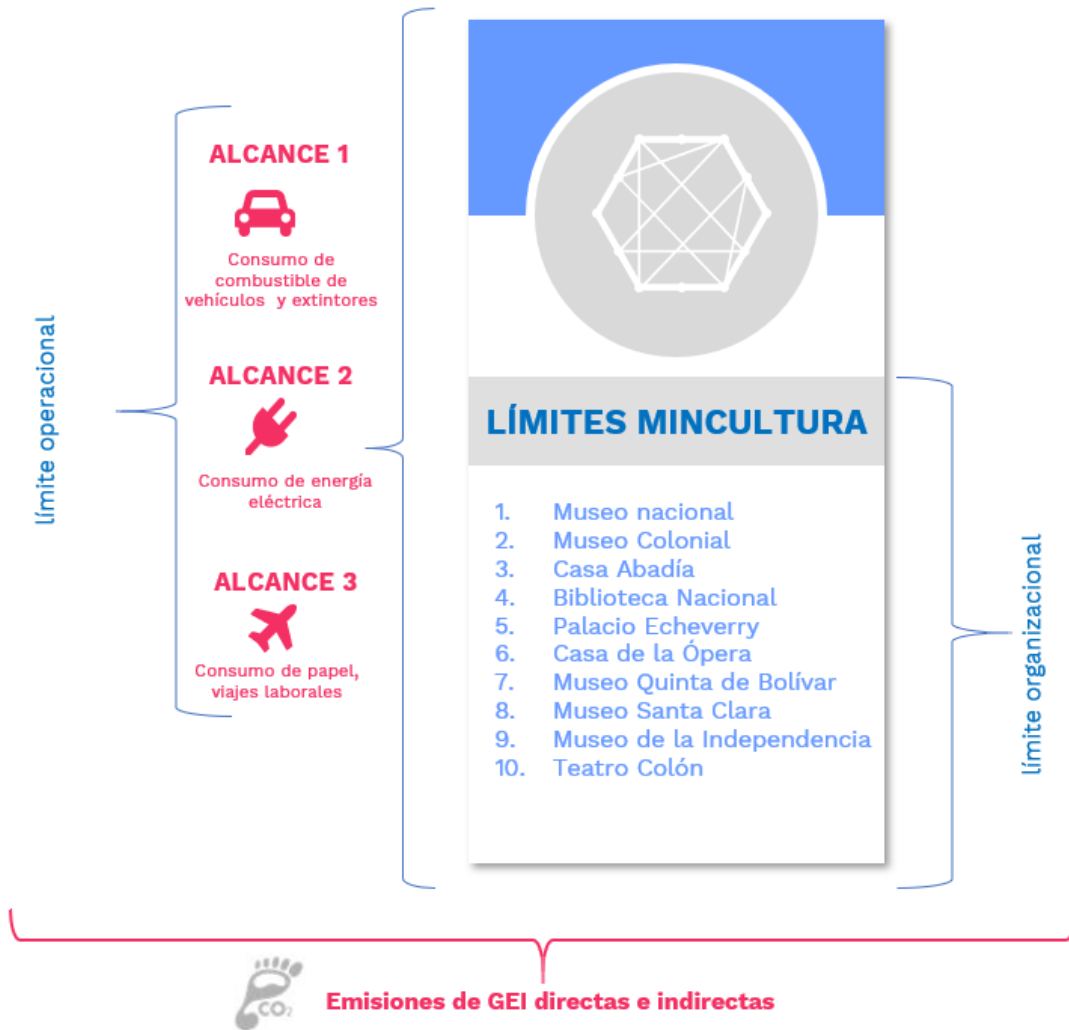 límite operacional
ALCANCE 1
Consumo de
combustible de
vehículos y extintores
ALCANCE 2
Consumo de energía
eléctrica
ALCANCE 3
Consumo de papel,
viajes laborales
LÍMITES MINCULTURA
1. Museo nacional
2. Museo Colonial
3. Casa Abadía
4. Biblioteca Nacional
5. Palacio Echeverry
6. Casa de la Ópera
7. Museo Quinta de Bolívar
8. Museo Santa Clara
9. Museo de la Independencia
10. Teatro Colón
límite organizacional
CO₂
Emisiones de GEI directas e indirectas